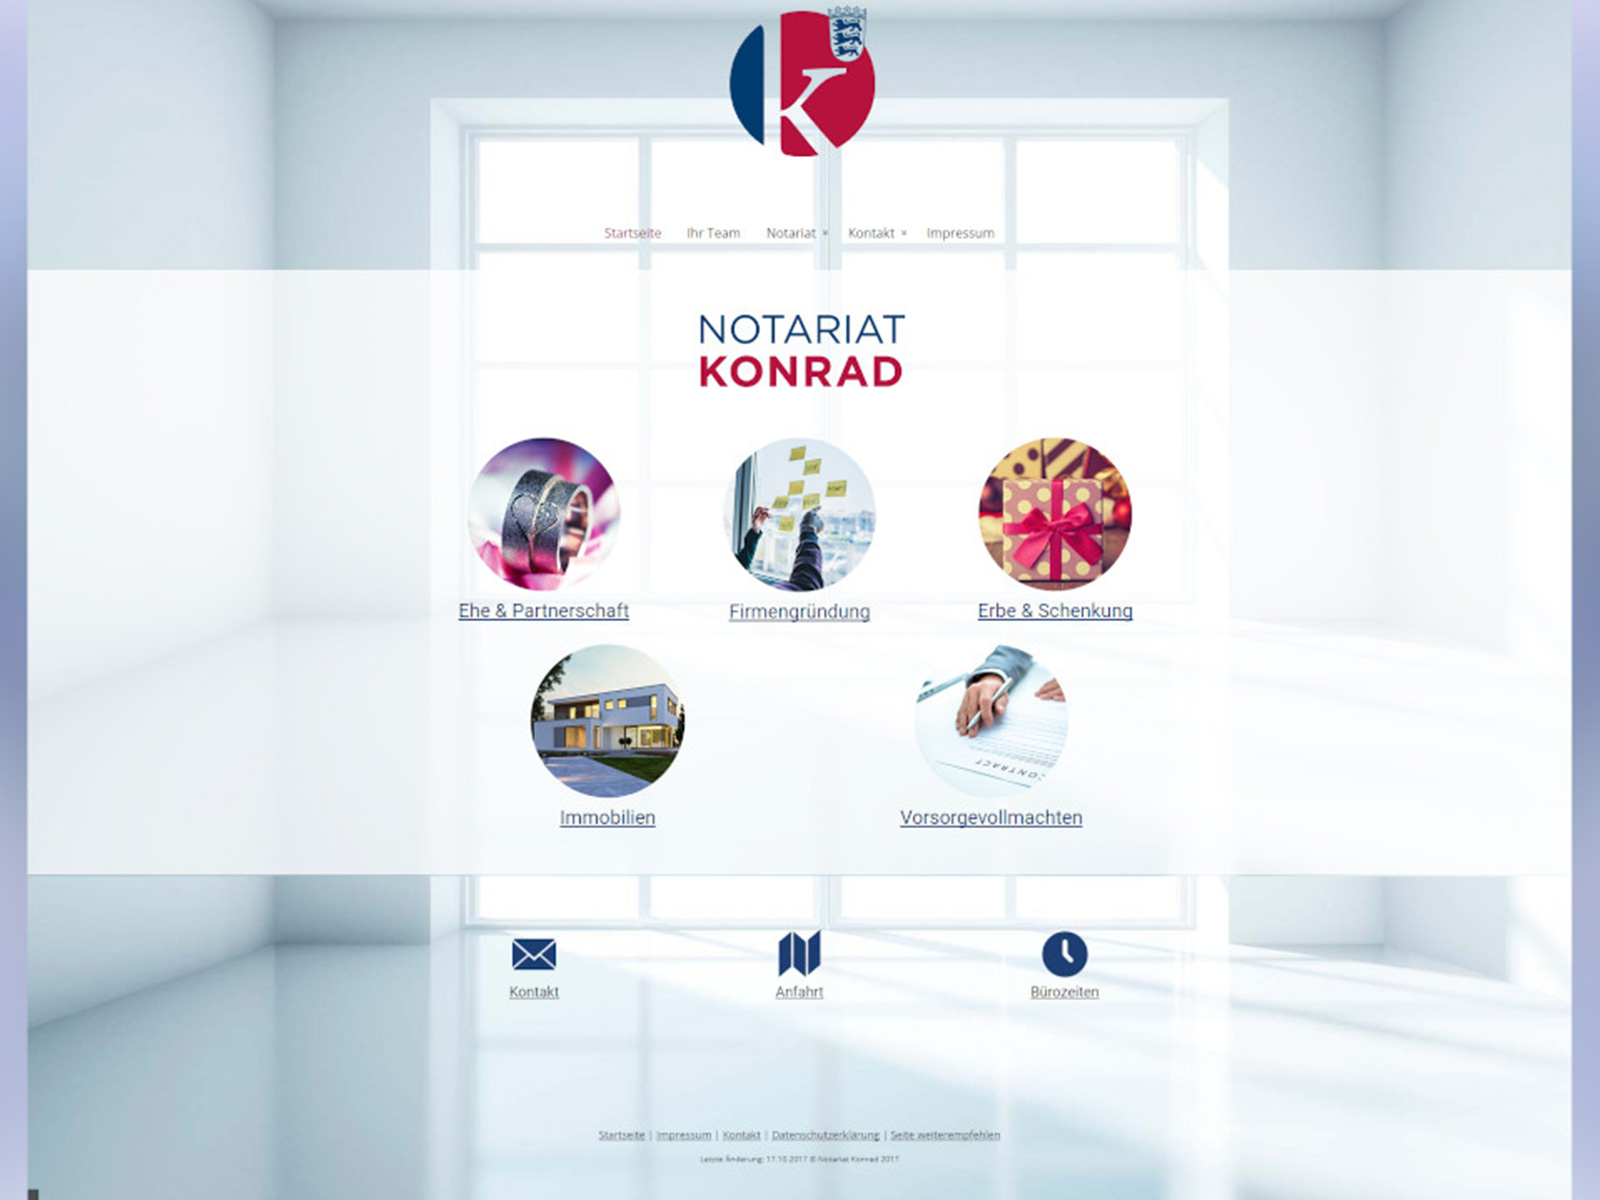 K
Startseite Ihr Team Notariat Kontakt Impressum
NOTARIAT
KONRAD
Ehe & Partnerschaft Firmengründung Erbe & Schenkung
CONTRACT
Immobilien Vorsorgevollmachten
Kontakt Anfahrt Bürozeiten
Startseite | Impressum | Kontakt | Datenschutzerklärung | Seite weiterempfehlen
Letzte Änderung: 17.10.2017 © Notariat Konrad 2017